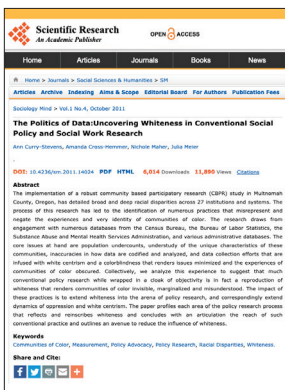 Scientific Research
An Academic Publisher
OPEN ACCESS
Home Articles Journals Books News
Home > Journals > Social Sciences & Humanities > SM
Articles Archive Indexing Aims & Scope Editorial Board For Authors Publication Fees
Sociology Mind > Vol.1 No.4, October 2011
The Politics of Data:Uncovering Whiteness in Conventional Social
Policy and Social Work Research
Ann Curry-Stevens, Amanda Cross-Hemmer, Nichole Maher, Julia Meier
.
DOI: 10.4236/sm.2011.14024 PDF HTML 6,014 Downloads 11,890 Views Citations
Abstract
The implementation of a robust community based participatory research (CBPR) study in Multnomah
County, Oregon, has detailed broad and deep racial disparities across 27 institutions and systems. The
process of this research has led to the identification of numerous practices that misrepresent and
negate the experiences and very identity of communities of color. The research draws from
engagement with numerous databases from the Census Bureau, the Bureau of Labor Statistics, the
Substance Abuse and Mental Health Services Administration, and various administrative databases. The
core issues at hand are population undercounts, understudy of the unique characteristics of these
communities, inaccuracies in how data are codified and analyzed, and data collection efforts that are
infused with white centrism and a colorblindness that renders issues minimized and the experiences of
communities of color obscured. Collectively, we analyze this experience to suggest that much
conventional policy research while wrapped in a cloak of objectivity is in fact a reproduction of
whiteness that renders communities of color invisible, marginalized and misunderstood. The impact of
these practices is to extend whiteness into the arena of policy research, and correspondingly extend
dynamics of oppression and white centrism. The paper profiles each area of the policy research process
that reflects and reinscribes whiteness and concludes with an articulation the reach of such
conventional practice and outlines an avenue to reduce the influence of whiteness.
Keywords
Communities of Color, Measurement, Policy Advocacy, Policy Research, Racial Disparities, Whiteness.
Share and Cite: